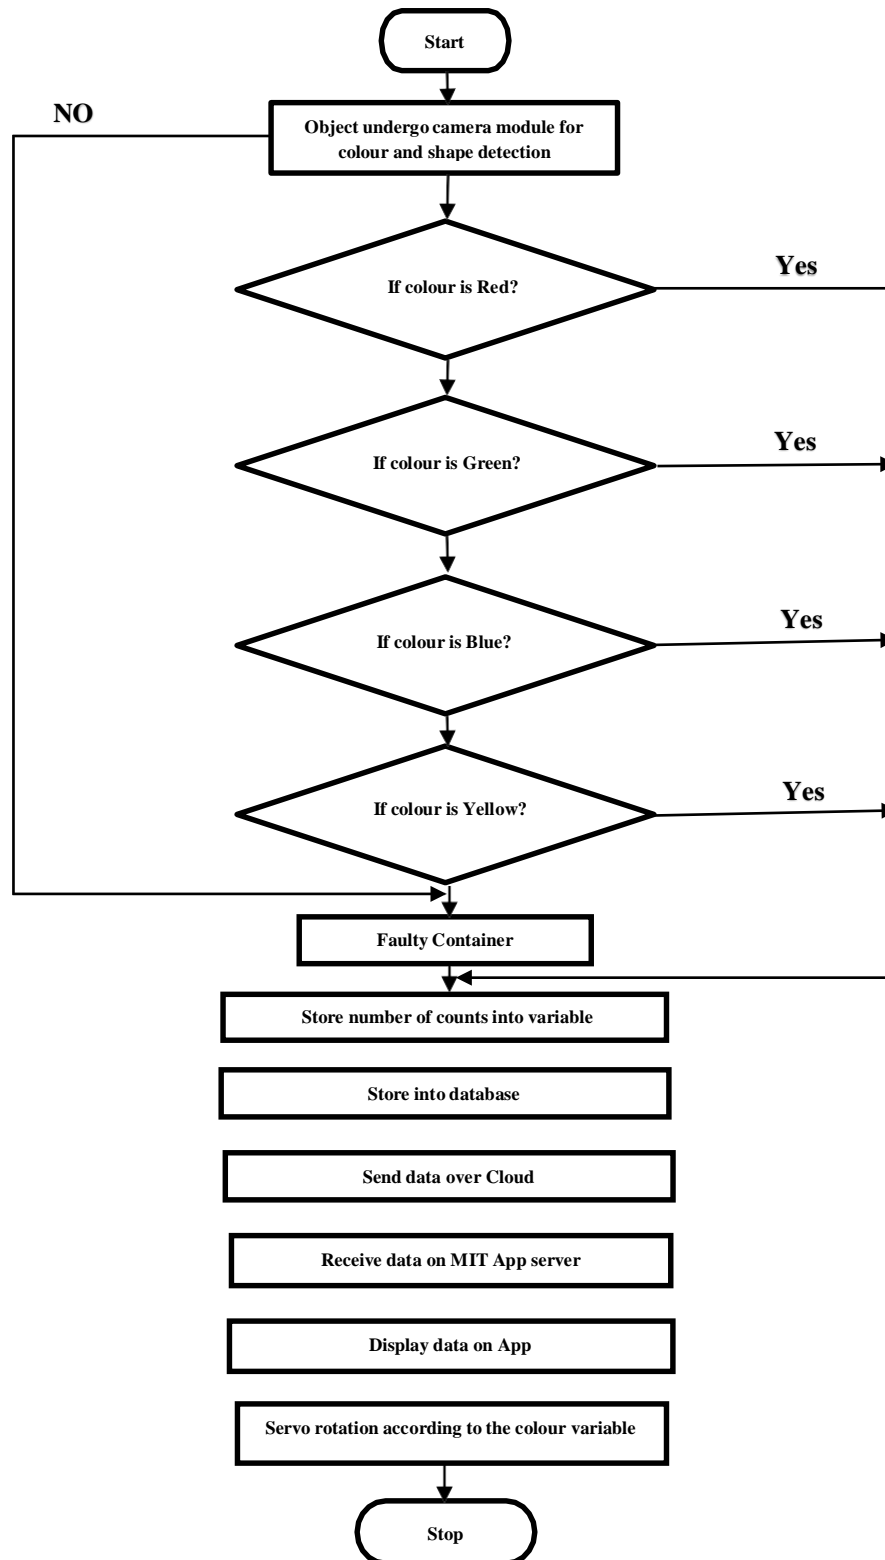 Start
NO
Object undergo camera module for
colour and shape detection
If colour is Red?
Yes
If colour is Green?
Yes
If colour is Blue?
Yes
If colour is Yellow?
Yes
Faulty Container
Store number of counts into variable
Store into database
Send data over Cloud
Receive data on MIT App server
Display data on App
Servo rotation according to the colour variable
Stop